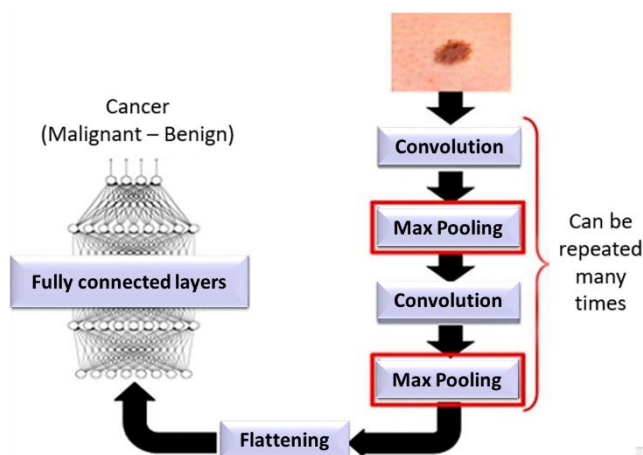 Cancer
(Malignant – Benign)
Convolution
Max Pooling
Convolution
Max Pooling
Can be
repeated
many
times
Fully connected layers
Flattening